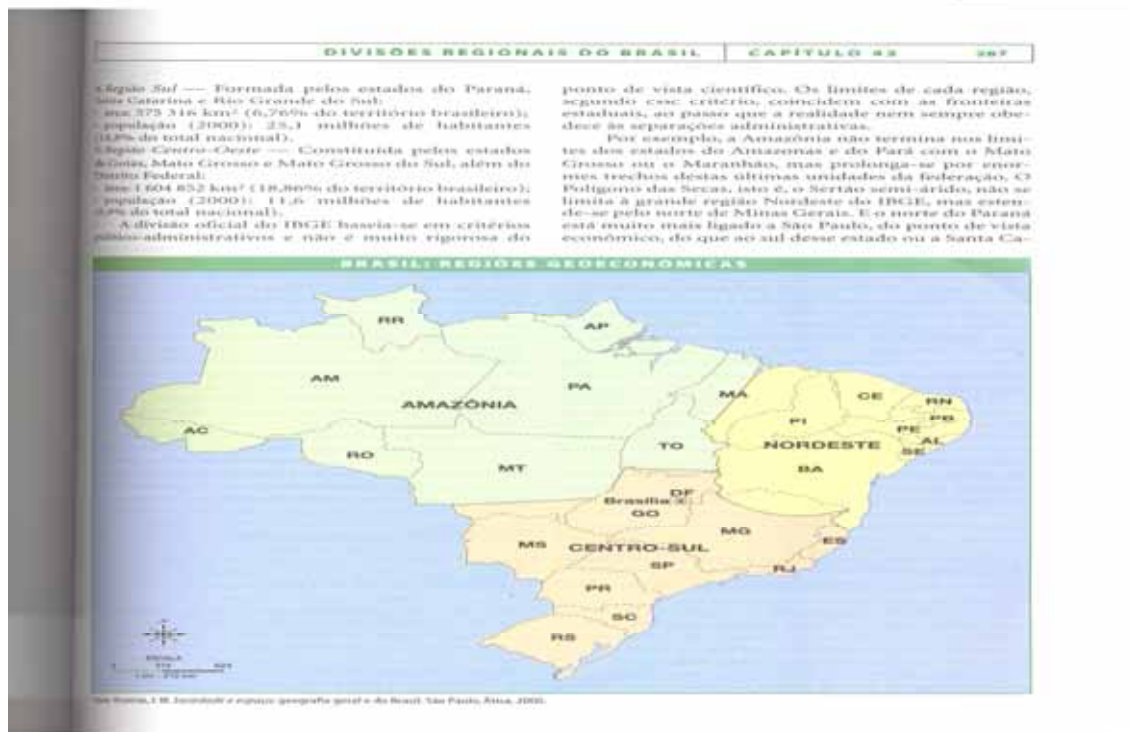 DIVISÕES REGIONAIS DO BRASIL CAPÍTULO 287
Região Sul — Formada pelos estados do Paraná,
Santa Catarina e Rio Grande do Sul:
575 316 km² (6,76% do território brasileiro);
população (2000): 25,1 milhões de habitantes
do total nacional).
Região Centro-Oeste — Constituída pelos estados
de Goiás, Mato Grosso e Mato Grosso do Sul, além do
Distrito Federal:
1 604 852 km² (18,86% do território brasileiro);
população (2000): 11,6 milhões de habitantes
do total nacional).
A divisão oficial do IBGE baseia-se em critérios
político-administrativos e não é muito rigorosa do
ponto de vista científico. Os limites de cada região,
segundo esse critério, coincidem com as fronteiras
estaduais, ao passo que a realidade nem sempre obe-
dece às separações administrativas.
Por exemplo, a Amazônia não termina nos limi-
tes dos estados do Amazonas e do Pará com o Mato
Grosso ou o Maranhão, mas prolonga-se por enor-
mes trechos destas últimas unidades da federação. O
Polígono das Secas, isto é, o Sertão semi-árido, não se
limita à grande região Nordeste do IBGE, mas esten-
de-se pelo norte de Minas Gerais. E o norte do Paraná
está muito mais ligado a São Paulo, do ponto de vista
econômico, do que ao sul desse estado ou a Santa Ca-
BRASIL: REGIÕES GEOECONÔMICAS
RR
AP
AM
PA
AMAZÔNIA
MA
CE
RN
PB
PI
PE
AL
SE
AC
RO
TO
NORDESTE
MT
BA
DF
Brasília
GO
MG
ES
MS
CENTRO-SUL
SP
RJ
PR
SC
RS
ESCALA
Sociedade e espaço: geografia geral e do Brasil. São Paulo, Ática, 2000.